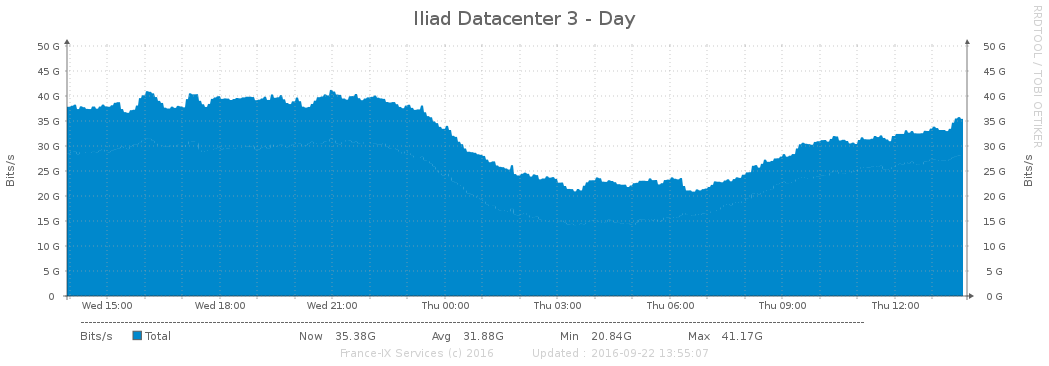 Iliad Datacenter 3 - Day
RRDTOOL / TOBI OETIKER
50 G 50 G
45 G 45 G
40 G 40 G
35 G 35 G
30 G 30 G
25 G 25 G
20 G 20 G
15 G 15 G
10 G 10 G
5 G 5 G
0 0 G
Bits/s
Bits/s
Wed 15:00 Wed 18:00 Wed 21:00 Thu 00:00 Thu 03:00 Thu 06:00 Thu 09:00 Thu 12:00
Bits/s Total Now 35.38G Avg 31.88G Min 20.84G Max 41.17G
France-IX Services (c) 2016 Updated : 2016-09-22 13:55:07